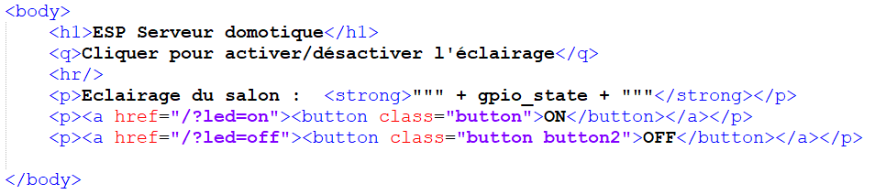 <body>
<h1>ESP Serveur domotique</h1>
<q>Cliquer pour activer/désactiver l'éclairage</q>
<hr/>
<p>Eclairage du salon :  <strong>""" + gpio_state + """</strong></p>
<p><a href="/?led=on"><button class="button">ON</button></a></p>
<p><a href="/?led=off"><button class="button button2">OFF</button></a></p>
</body>